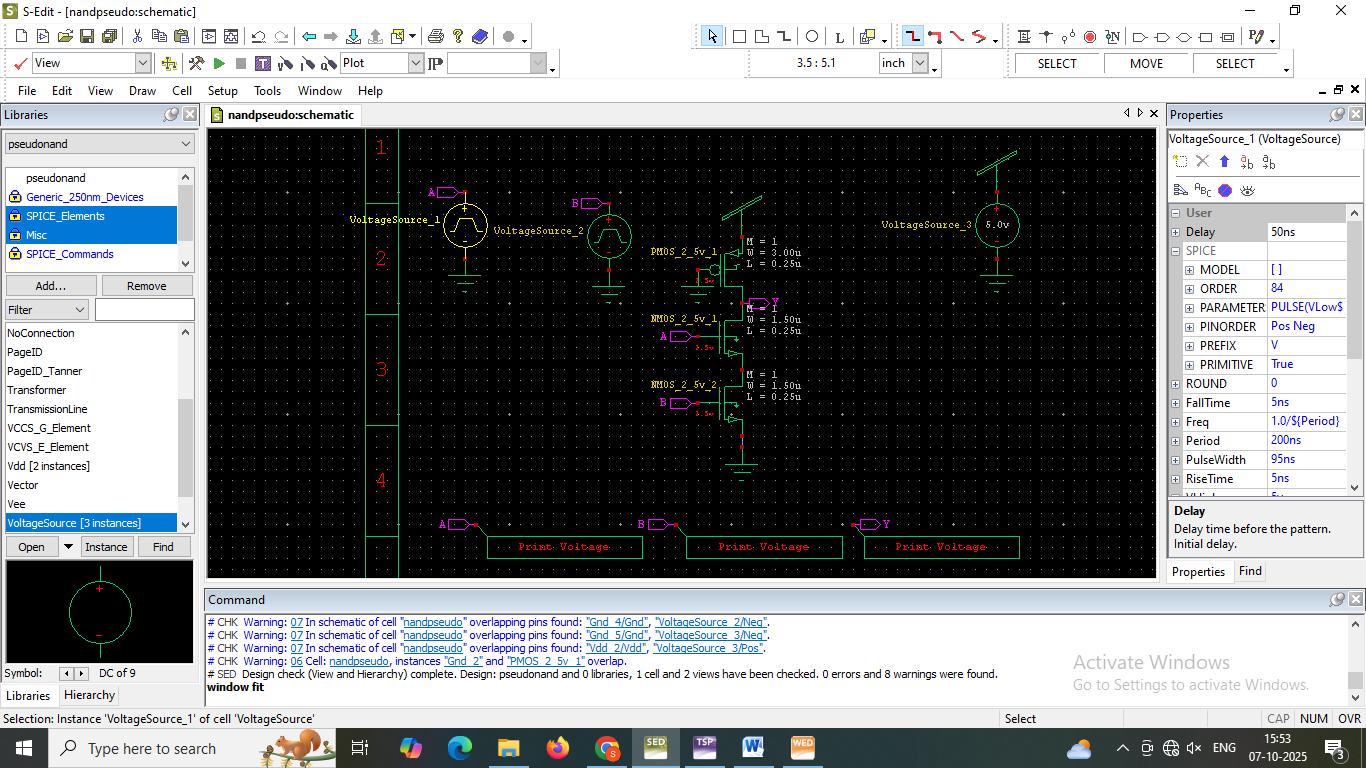 S-Edit - [nandpseudo:schematic]
View
Plot
3.5 : 5.1
inch
SELECT
MOVE
SELECT
File Edit View Draw Cell Setup Tools Window Help
Libraries
pseudonand
pseudonand
Generic_250nm_Devices
SPICE_Elements
Misc
SPICE_Commands
Add...
Remove
Filter
NoConnection
PageID
PageID_Tanner
Transformer
TransmissionLine
VCCS_G_Element
VCVS_E_Element
Vdd [2 instances]
Vector
Vee
VoltageSource [3 instances]
Open
Instance
Find
Symbol:
DC of 9
Libraries
Hierarchy
nandpseudo:schematic
1
2
3
4
A
VoltageSource_1
B
VoltageSource_2
PMOS_2_5v_1
M = 1
W = 3.00u
L = 0.25u
2.5v
Y
NMOS_2_5v_1
M = 1
W = 1.50u
L = 0.25u
A
2.5v
NMOS_2_5v_2
M = 1
W = 1.50u
L = 0.25u
B
2.5v
VoltageSource_3
5.0v
A
Print Voltage
B
Print Voltage
Y
Print Voltage
Properties
VoltageSource_1 (VoltageSource)
User
Delay 50ns
SPICE
MODEL [ ]
ORDER 84
PARAMETER PULSE(VLow$
PINORDER Pos Neg
PREFIX V
PRIMITIVE True
ROUND 0
FallTime 5ns
Freq 1.0/${Period}
Period 200ns
PulseWidth 95ns
RiseTime 5ns
Delay
Delay time before the pattern.
Initial delay.
Properties
Find
Command
# CHK Warning: 07 In schematic of cell "nandpseudo" overlapping pins found: "Gnd_4/Gnd", "VoltageSource_2/Neg".
# CHK Warning: 07 In schematic of cell "nandpseudo" overlapping pins found: "Gnd_5/Gnd", "VoltageSource_3/Neg".
# CHK Warning: 07 In schematic of cell "nandpseudo" overlapping pins found: "Vdd_2/Vdd", "VoltageSource_3/Pos".
# CHK Warning: 06 Cell: nandpseudo, instances "Gnd_2" and "PMOS_2_5v_1" overlap.
# SED Design check (View and Hierarchy) complete. Design: pseudonand and 0 libraries, 1 cell and 2 views have been checked. 0 errors and 8 warnings were found.
window fit
Activate Windows
Go to Settings to activate Windows.
Selection: Instance 'VoltageSource_1' of cell 'VoltageSource'
Select
CAP NUM OVR
Type here to search
SED
TSP
WED
ENG
15:53
07-10-2025
3